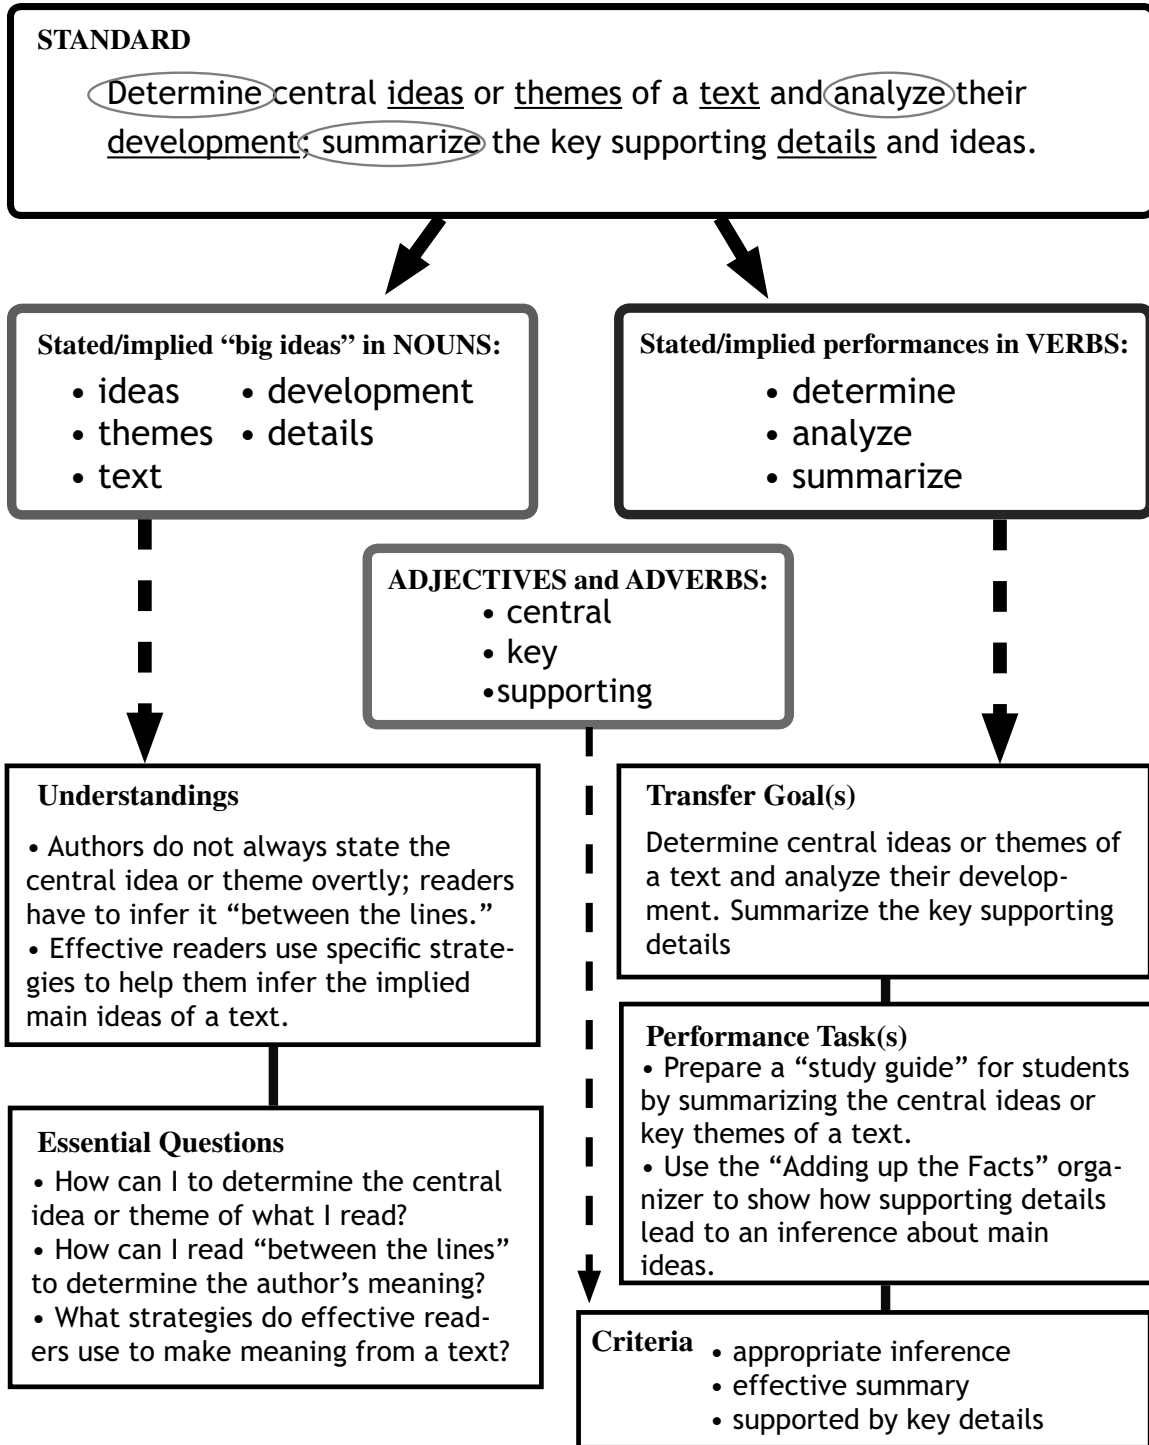 STANDARD
Determine central ideas or themes of a text and analyze their
development; summarize the key supporting details and ideas.
Stated/implied “big ideas” in NOUNS:
• ideas
• themes
• text
• development
• details
Stated/implied performances in VERBS:
• determine
• analyze
• summarize
ADJECTIVES and ADVERBS:
• central
• key
•supporting
Understandings
• Authors do not always state the
central idea or theme overtly; readers
have to infer it “between the lines.”
• Effective readers use specific strate-
gies to help them infer the implied
main ideas of a text.
Essential Questions
• How can I to determine the central
idea or theme of what I read?
• How can I read “between the lines”
to determine the author’s meaning?
• What strategies do effective read-
ers use to make meaning from a text?
Transfer Goal(s)
Determine central ideas or themes of
a text and analyze their develop-
ment. Summarize the key supporting
details
Performance Task(s)
• Prepare a “study guide” for students
by summarizing the central ideas or
key themes of a text.
• Use the “Adding up the Facts” orga-
nizer to show how supporting details
lead to an inference about main
ideas.
Criteria
• appropriate inference
• effective summary
• supported by key details